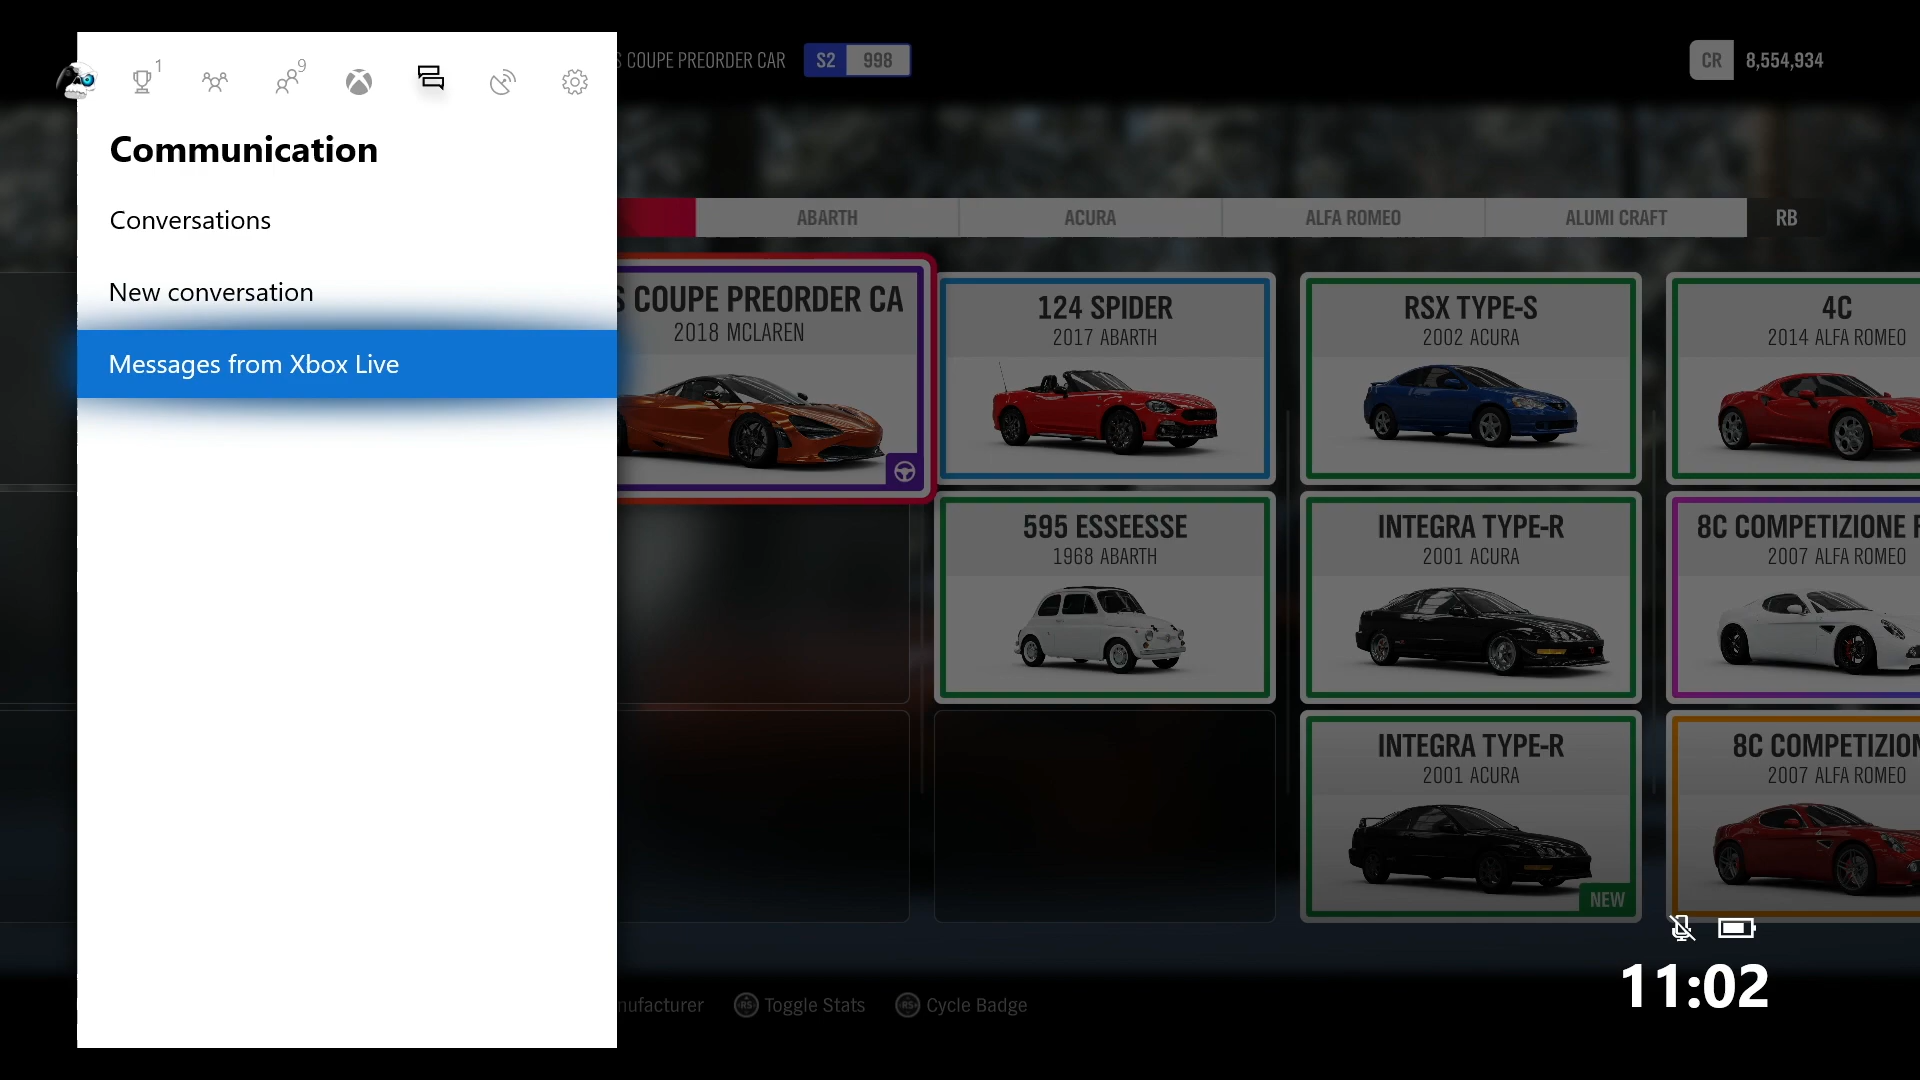 1
9
Communication
Conversations
New conversation
Messages from Xbox Live
S COUPE PREORDER CAR
S2 998
CR 8,554,934
ABARTH
ACURA
ALFA ROMEO
ALUMI CRAFT
RB
S COUPE PREORDER CA
2018 MCLAREN
124 SPIDER
2017 ABARTH
RSX TYPE-S
2002 ACURA
4C
2014 ALFA ROMEO
595 ESSEESSE
1968 ABARTH
INTEGRA TYPE-R
2001 ACURA
8C COMPETIZIONE
2007 ALFA ROMEO
INTEGRA TYPE-R
2001 ACURA
NEW
8C COMPETIZION
2007 ALFA ROMEO
nufacturer
RS Toggle Stats
RS Cycle Badge
11:02